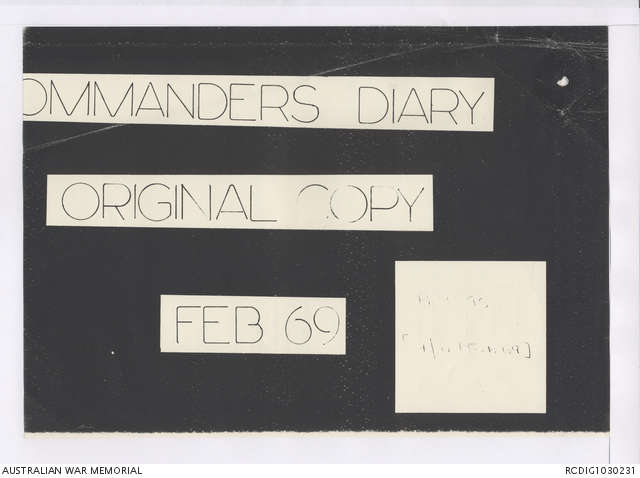 OMMANDERS DIARY
ORIGINAL COPY
FEB 69
AUSTRALIAN WAR MEMORIAL
RCDIG1030231